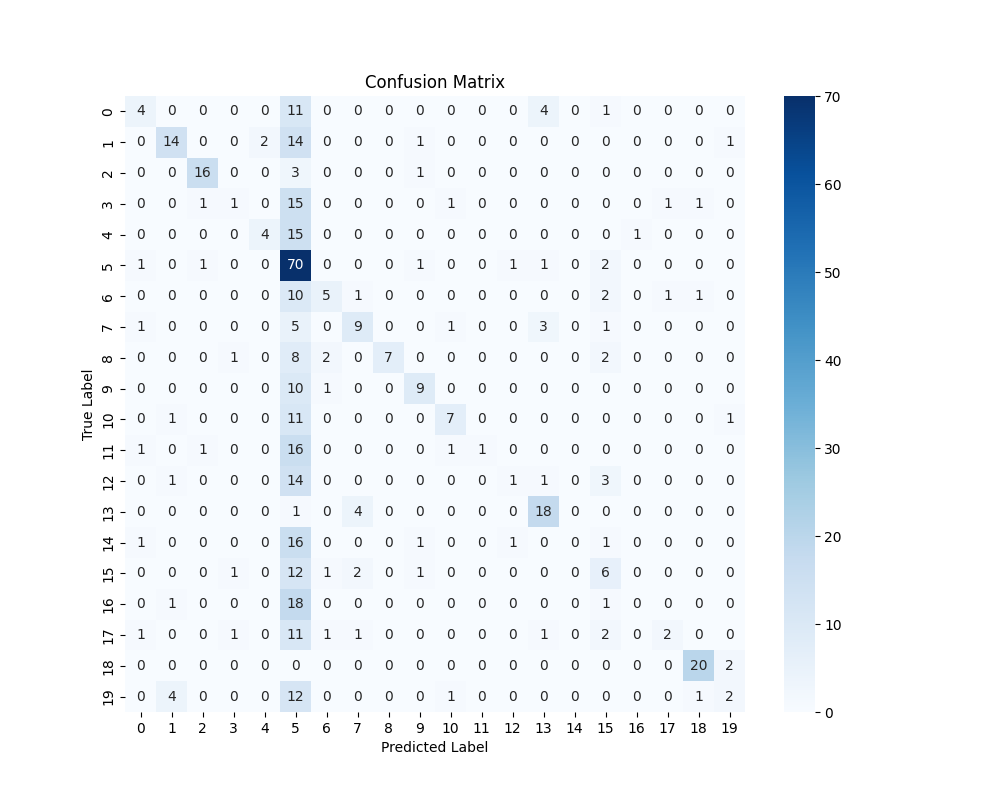 Confusion Matrix
0 4 0 0 0 0 11 0 0 0 0 0 0 0 4 0 1 0 0 0 0
1 0 14 0 0 2 14 0 0 0 1 0 0 0 0 0 0 0 0 0 1
2 0 0 16 0 0 3 0 0 0 1 0 0 0 0 0 0 0 0 0 0
3 0 0 1 1 0 15 0 0 0 0 1 0 0 0 0 0 0 1 1 0
4 0 0 0 0 4 15 0 0 0 0 0 0 0 0 0 0 1 0 0 0
5 1 0 1 0 0 70 0 0 0 1 0 0 1 1 0 2 0 0 0 0
6 0 0 0 0 0 10 5 1 0 0 0 0 0 0 0 2 0 1 1 0
7 1 0 0 0 0 5 0 9 0 0 1 0 0 3 0 1 0 0 0 0
8 0 0 0 1 0 8 2 0 7 0 0 0 0 0 0 2 0 0 0 0
9 0 0 0 0 0 10 1 0 0 9 0 0 0 0 0 0 0 0 0 0
10 0 1 0 0 0 11 0 0 0 0 7 0 0 0 0 0 0 0 0 1
11 1 0 1 0 0 16 0 0 0 0 1 1 0 0 0 0 0 0 0 0
12 0 1 0 0 0 14 0 0 0 0 0 0 1 1 0 3 0 0 0 0
13 0 0 0 0 0 1 0 4 0 0 0 0 0 18 0 0 0 0 0 0
14 1 0 0 0 0 16 0 0 0 1 0 0 1 0 0 1 0 0 0 0
15 0 0 0 1 0 12 1 2 0 1 0 0 0 0 0 6 0 0 0 0
16 0 1 0 0 0 18 0 0 0 0 0 0 0 0 0 1 0 0 0 0
17 1 0 0 1 0 11 1 1 0 0 0 0 0 1 0 2 0 2 0 0
18 0 0 0 0 0 0 0 0 0 0 0 0 0 0 0 0 0 0 20 2
19 0 4 0 0 0 12 0 0 0 0 1 0 0 0 0 0 0 0 1 2
0 1 2 3 4 5 6 7 8 9 10 11 12 13 14 15 16 17 18 19
Predicted Label
True Label
70
60
50
40
30
20
10
0